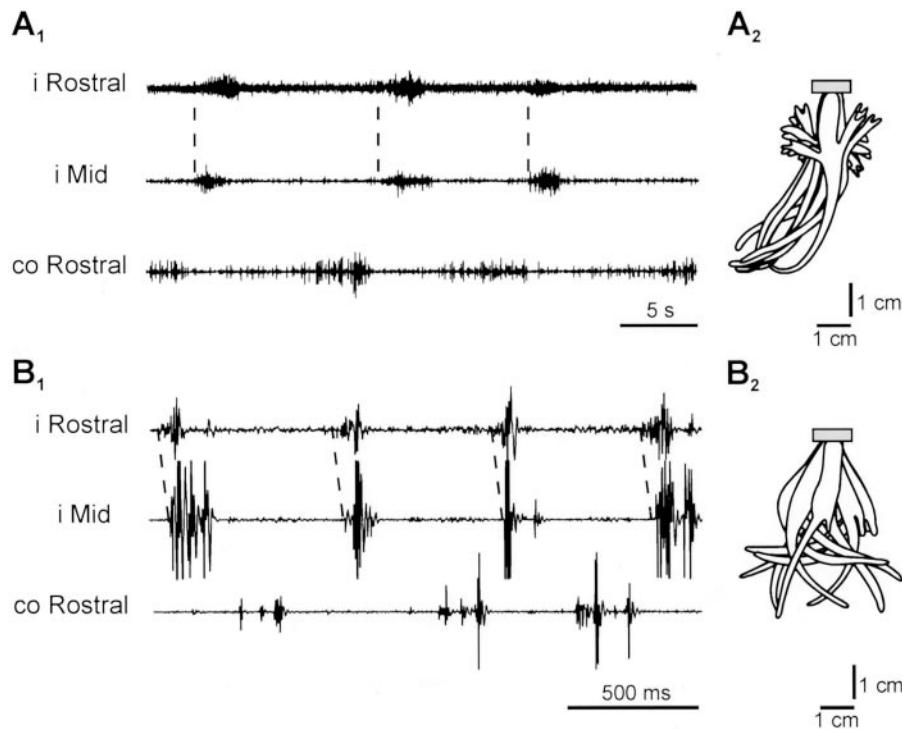 A1
A2
i Rostral
i Mid
co Rostral
5 s
1 cm
1 cm
B1
B2
i Rostral
i Mid
co Rostral
500 ms
1 cm
1 cm